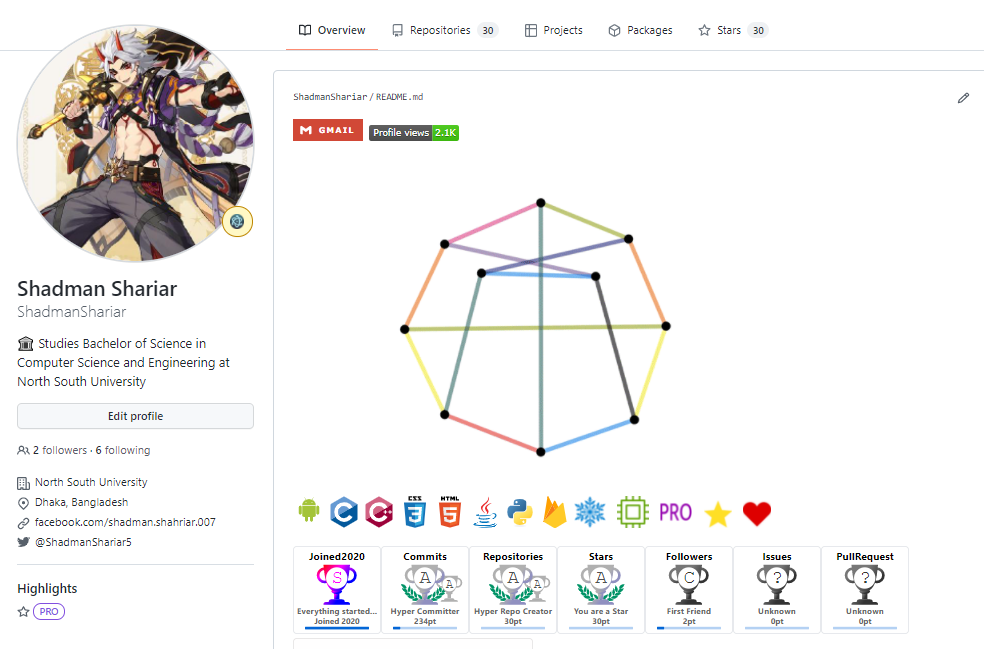 Overview
Repositories 30
Projects
Packages
Stars 30
Shadman Shariar
ShadmanShariar
Studies Bachelor of Science in
Computer Science and Engineering at
North South University
Edit profile
2 followers · 6 following
North South University
Dhaka, Bangladesh
facebook.com/shadman.shahriar.007
@ShadmanShariar5
Highlights
PRO
ShadmanShariar / README.md
GMAIL
Profile views 2.1K
C
C
CSS
3
HTML
5
PRO
Joined2020
S
Everything started...
Joined 2020
Commits
A
A
Hyper Committer
234pt
Repositories
A
A
Hyper Repo Creator
30pt
Stars
A
You are a Star
30pt
Followers
C
First Friend
2pt
Issues
?
Unknown
0pt
PullRequest
?
Unknown
0pt